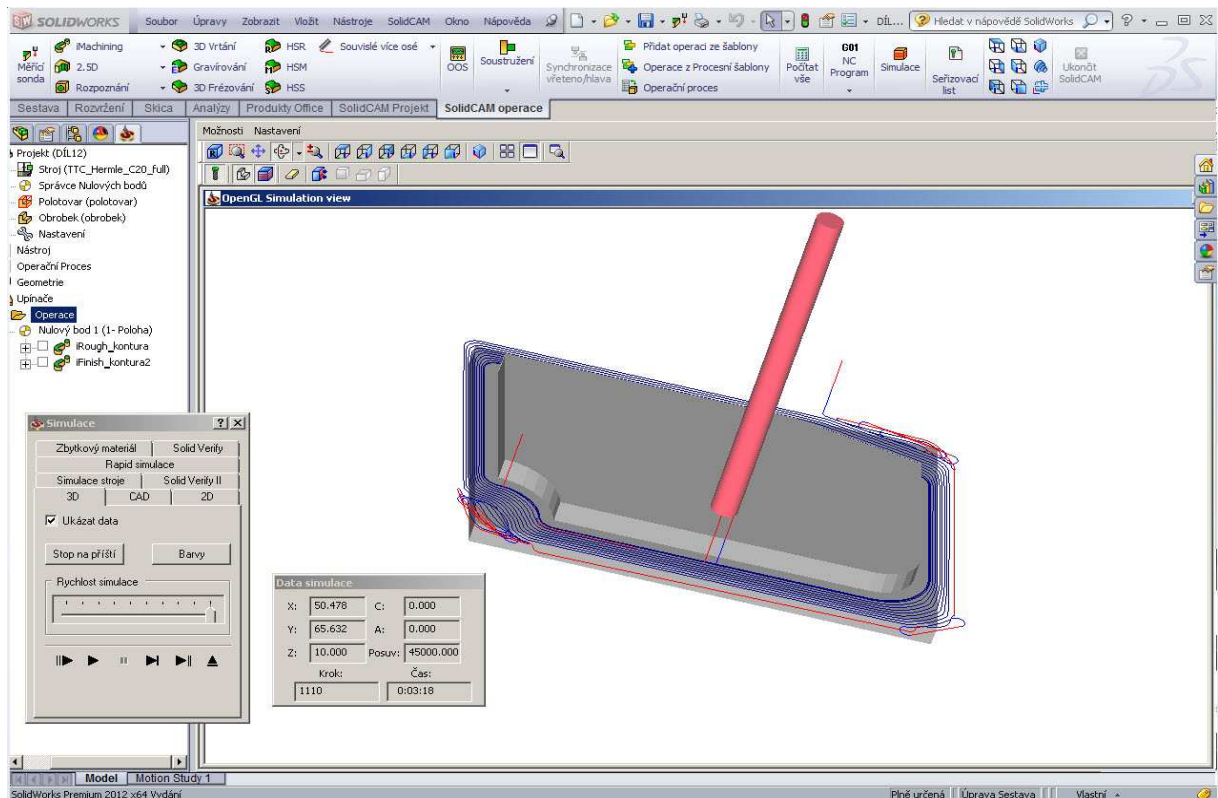 SOLIDWORKS Soubor Úpravy Zobrazit Vložit Nástroje SolidCAM Okno Nápověda DíL... Hledat v nápovědě SolidWorks
Měřící sonda
iMachining
2.5D
Rozpoznání
3D Vrtání
Gravírování
3D Frézování
HSR
HSM
HSS
Souvislé více osé
OOS
Soustružení
Synchronizace vřeteno/hlava
Přidat operaci ze šablony
Operace z Procesní šablony
Operační proces
Počítat vše
G01
NC Program
Simulace
Seřizovací list
Ukončit SolidCAM
Sestava Rozvržení Skica Analýzy Produkty Office SolidCAM Projekt SolidCAM operace
Možnosti Nastavení
OpenGL Simulation view
Projekt (DÍL12)
Stroj (TTC_Hermle_C20_full)
Správce Nulových bodů
Polotovar (polotovar)
Obrobek (obrobek)
Nastavení
Nástroj
Operační Proces
Geometrie
Upínače
Operace
Nulový bod 1 (1- Poloha)
iRough_kontura
iFinish_kontura2
Simulace
Zbytkový materiál Solid Verify
Rapid simulace
Simulace stroje Solid Verify II
3D CAD 2D
Ukázat data
Stop na příští Barvy
Rychlost simulace
Data simulace
X: 50.478 C: 0.000
Y: 65.632 A: 0.000
Z: 10.000 Posuv: 45000.000
Krok: Čas:
1110 0:03:18
Model Motion Study 1
SolidWorks Premium 2012 x64 Vydání Plně určená Úprava Sestava Vlastní